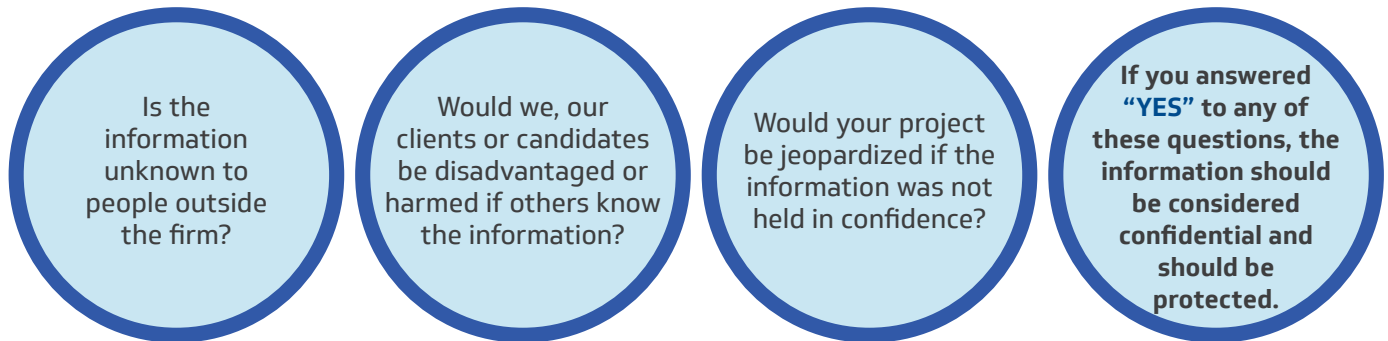 Is the
information
unknown to
people outside
the firm?
Would we, our
clients or candidates
be disadvantaged or
harmed if others know
the information?
Would your project
be jeopardized if the
information was not
held in confidence?
If you answered
“YES” to any of
these questions, the
information should
be considered
confidential and
should be
protected.